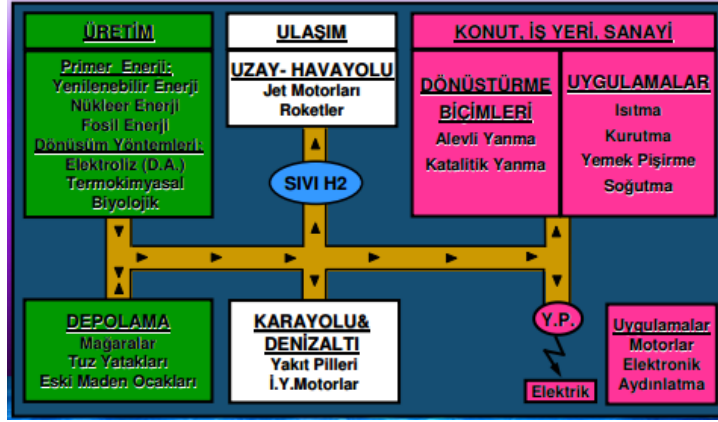 ÜRETİM
Primer Enerji:
Yenilenebilir Enerji
Nükleer Enerji
Fosil Enerji
Dönüşüm Yöntemleri:
Elektroliz (D.A.)
Termokimyasal
Biyolojik
ULAŞIM
UZAY- HAVAYOLU
Jet Motorları
Roketler
KONUT, İŞ YERİ, SANAYİ
DÖNÜSTÜRME
BİÇİMLERİ
Alevli Yanma
Katalitik Yanma
UYGULAMALAR
Isıtma
Kurutma
Yemek Pişirme
Soğutma
SIVI H2
DEPOLAMA
Mağaralar
Tuz Yatakları
Eski Maden Ocakları
KARAYOLU&
DENİZALTI
Yakıt Pilleri
İ.Y.Motorlar
Y.P.
Elektrik
Uygulamalar
Motorlar
Elektronik
Aydınlatma